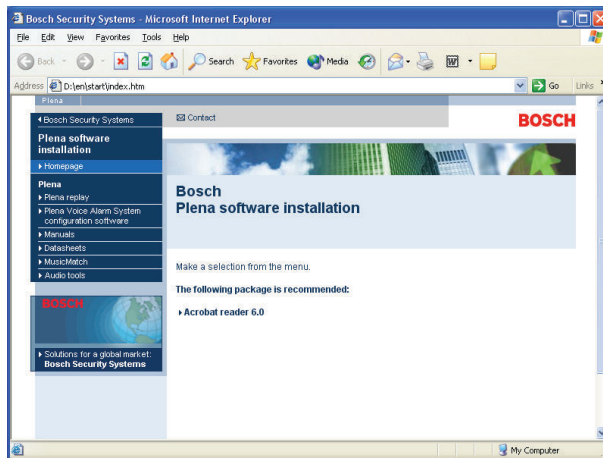 Bosch Security Systems - Microsoft Internet Explorer
File Edit View Favorites Tools Help
Back Search Favorites Media
Address D:\en\start\index.htm Go Links
Plena
Bosch Security Systems
Contact
BOSCH
Plena software
installation
Homepage
Plena
Plena replay
Plena Voice Alarm System
configuration software
Manuals
Datasheets
MusicMatch
Audio tools
BOSCH
Solutions for a global market:
Bosch Security Systems
Bosch
Plena software installation
Make a selection from the menu.
The following package is recommended:
Acrobat reader 6.0
My Computer